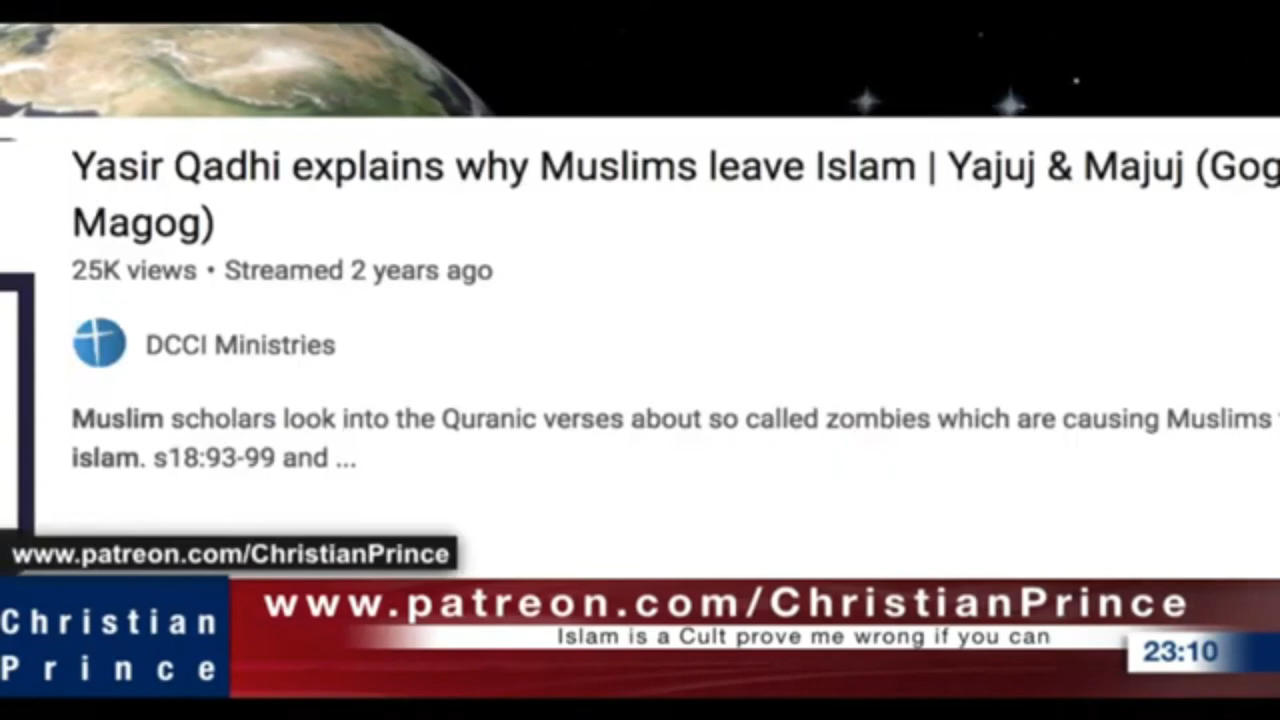 Yasir Qadhi explains why Muslims leave Islam | Yajuj & Majuj (Gog
Magog)
25K views • Streamed 2 years ago
DCCI Ministries
Muslim scholars look into the Quranic verses about so called zombies which are causing Muslims
islam. s18:93-99 and ...
www.patreon.com/ChristianPrince
Christian
Prince
www.patreon.com/ChristianPrince
Islam is a Cult prove me wrong if you can
23:10